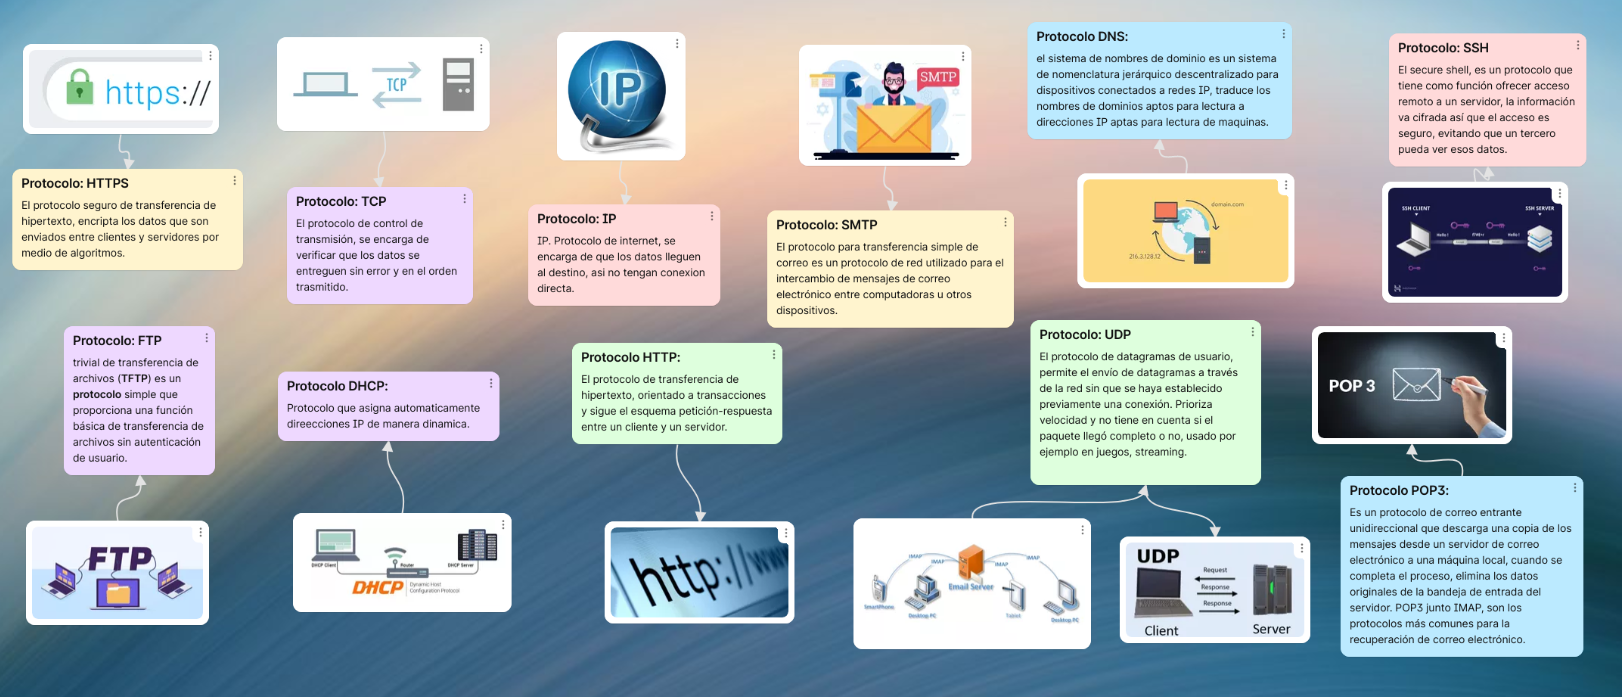 https://
Protocolo: HTTPS
El protocolo seguro de transferencia de
hipertexto, encripta los datos que son
enviados entre clientes y servidores por
medio de algoritmos.
TCP
Protocolo: TCP
El protocolo de control de
transmisión, se encarga de
verificar que los datos se
entreguen sin error y en el orden
trasmitido.
IP
Protocolo: IP
IP. Protocolo de internet, se
encarga de que los datos lleguen
al destino, asi no tengan conexion
directa.
SMTP
Protocolo: SMTP
El protocolo para transferencia simple de
correo es un protocolo de red utilizado para el
intercambio de mensajes de correo
electrónico entre computadoras u otros
dispositivos.
Protocolo DNS:
el sistema de nombres de dominio es un sistema
de nomenclatura jerárquico descentralizado para
dispositivos conectados a redes IP, traduce los
nombres de dominios aptos para lectura a
direcciones IP aptas para lectura de maquinas.
domain.com
216.3.128.12
Protocolo: SSH
El secure shell, es un protocolo que
tiene como función ofrecer acceso
remoto a un servidor, la información
va cifrada así que el acceso es
seguro, evitando que un tercero
pueda ver esos datos.
SSH CLIENT
SSH SERVER
Protocolo: FTP
trivial de transferencia de
archivos (TFTP) es un
protocolo simple que
proporciona una función
básica de transferencia de
archivos sin autenticación
de usuario.
FTP
Protocolo DHCP:
Protocolo que asigna automaticamente
direecciones IP de manera dinamica.
DHCP Client
Router
DHCP Server
DHCP
Dynamic Host
Configuration Protocol
Protocolo HTTP:
El protocolo de transferencia de
hipertexto, orientado a transacciones
y sigue el esquema petición-respuesta
entre un cliente y un servidor.
http://www
Protocolo: UDP
El protocolo de datagramas de usuario,
permite el envío de datagramas a través
de la red sin que se haya establecido
previamente una conexión. Prioriza
velocidad y no tiene en cuenta si el
paquete llegó completo o no, usado por
ejemplo en juegos, streaming.
IMAP
IMAP
IMAP
IMAP
Email Server
SmartPhone
Desktop PC
Tablet
Desktop PC
UDP
Request
Response
Response
Client
Server
POP 3
Protocolo POP3:
Es un protocolo de correo entrante
unidireccional que descarga una copia de los
mensajes desde un servidor de correo
electrónico a una máquina local, cuando se
completa el proceso, elimina los datos
originales de la bandeja de entrada del
servidor. POP3 junto IMAP, son los
protocolos más comunes para la
recuperación de correo electrónico.